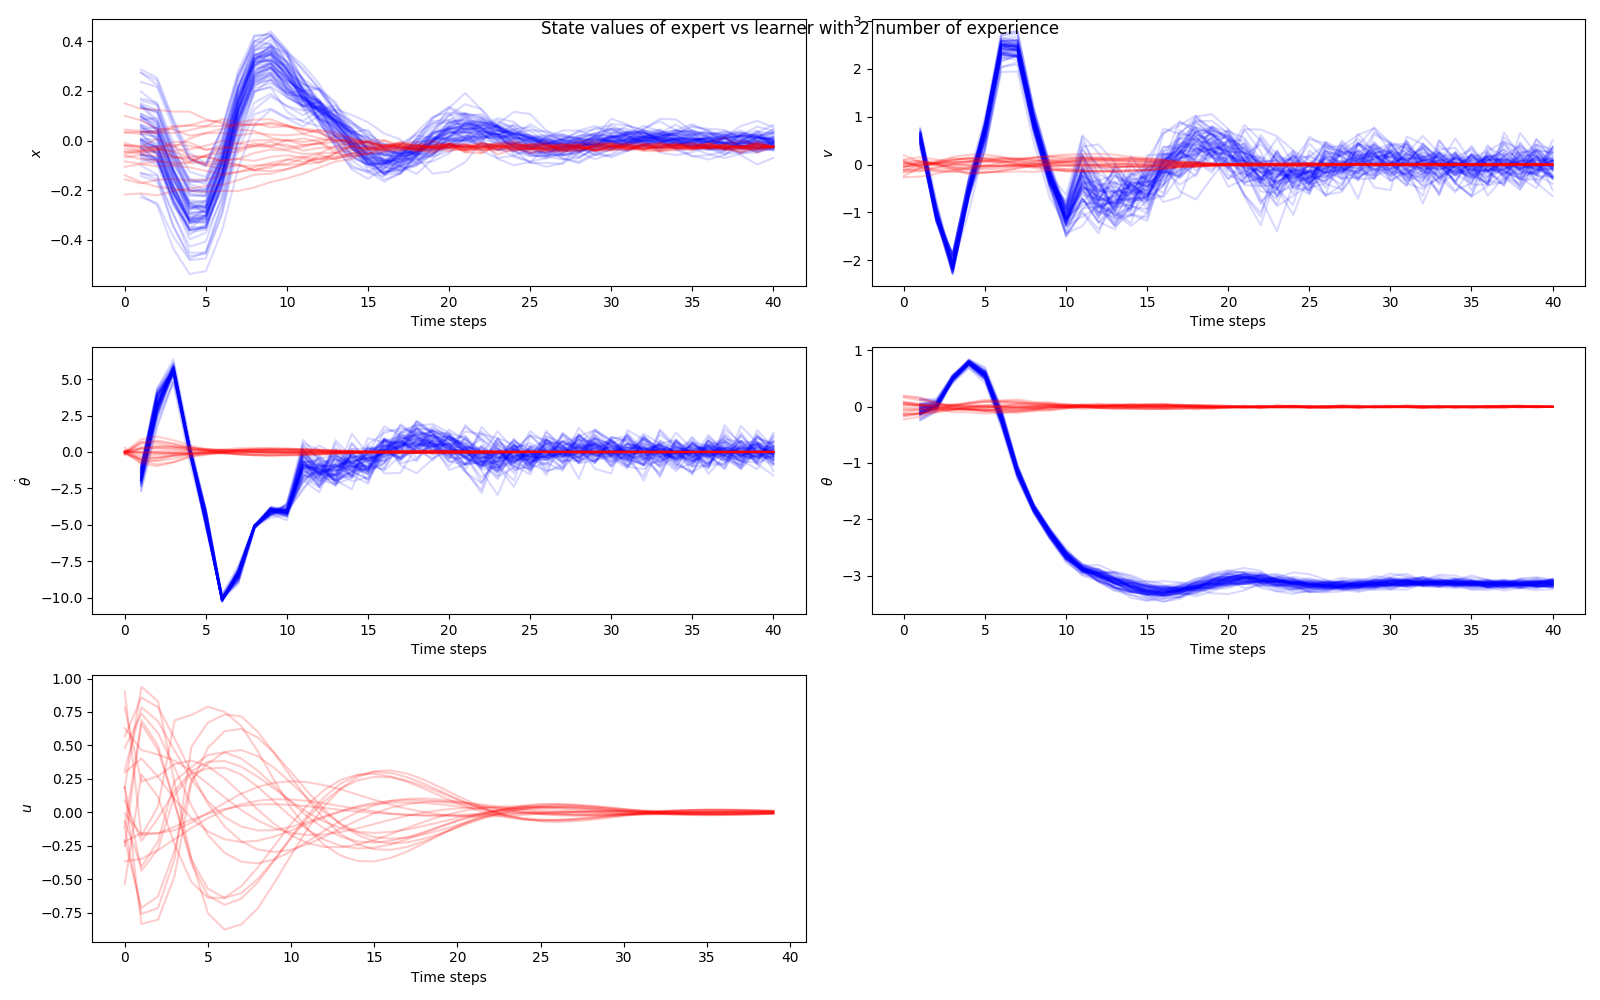 State values of expert vs learner with 2 number of experience
0.4
0.2
0.0
−0.2
−0.4
x
0 5 10 15 20 25 30 35 40
Time steps
3
2
1
0
−1
−2
v
0 5 10 15 20 25 30 35 40
Time steps
5.0
2.5
0.0
−2.5
−5.0
−7.5
−10.0
θ̇
0 5 10 15 20 25 30 35 40
Time steps
1
0
−1
−2
−3
θ
0 5 10 15 20 25 30 35 40
Time steps
1.00
0.75
0.50
0.25
0.00
−0.25
−0.50
−0.75
u
0 5 10 15 20 25 30 35 40
Time steps